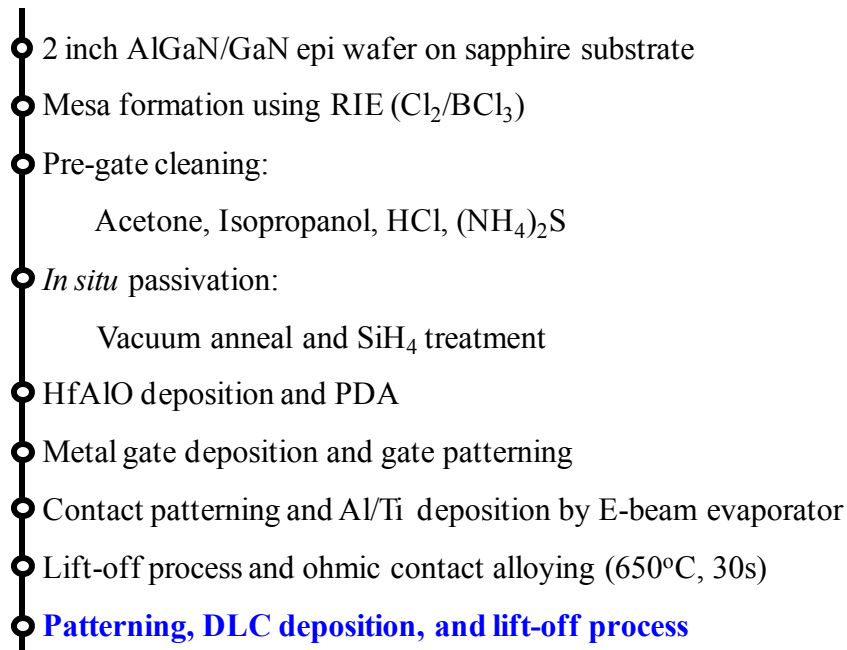 2 inch AlGaN/GaN epi wafer on sapphire substrate
Mesa formation using RIE (Cl₂/BCl₃)
Pre-gate cleaning:
Acetone, Isopropanol, HCl, (NH₄)₂S
In situ passivation:
Vacuum anneal and SiH₄ treatment
HfAlO deposition and PDA
Metal gate deposition and gate patterning
Contact patterning and Al/Ti deposition by E-beam evaporator
Lift-off process and ohmic contact alloying (650°C, 30s)
Patterning, DLC deposition, and lift-off process